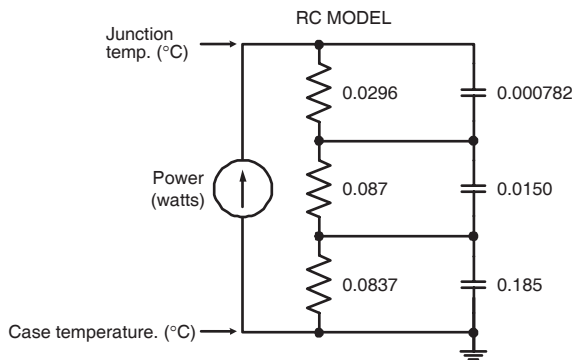 RC MODEL
Junction
temp. (°C)
0.0296
0.000782
Power
(watts)
0.087
0.0150
0.0837
0.185
Case temperature. (°C)